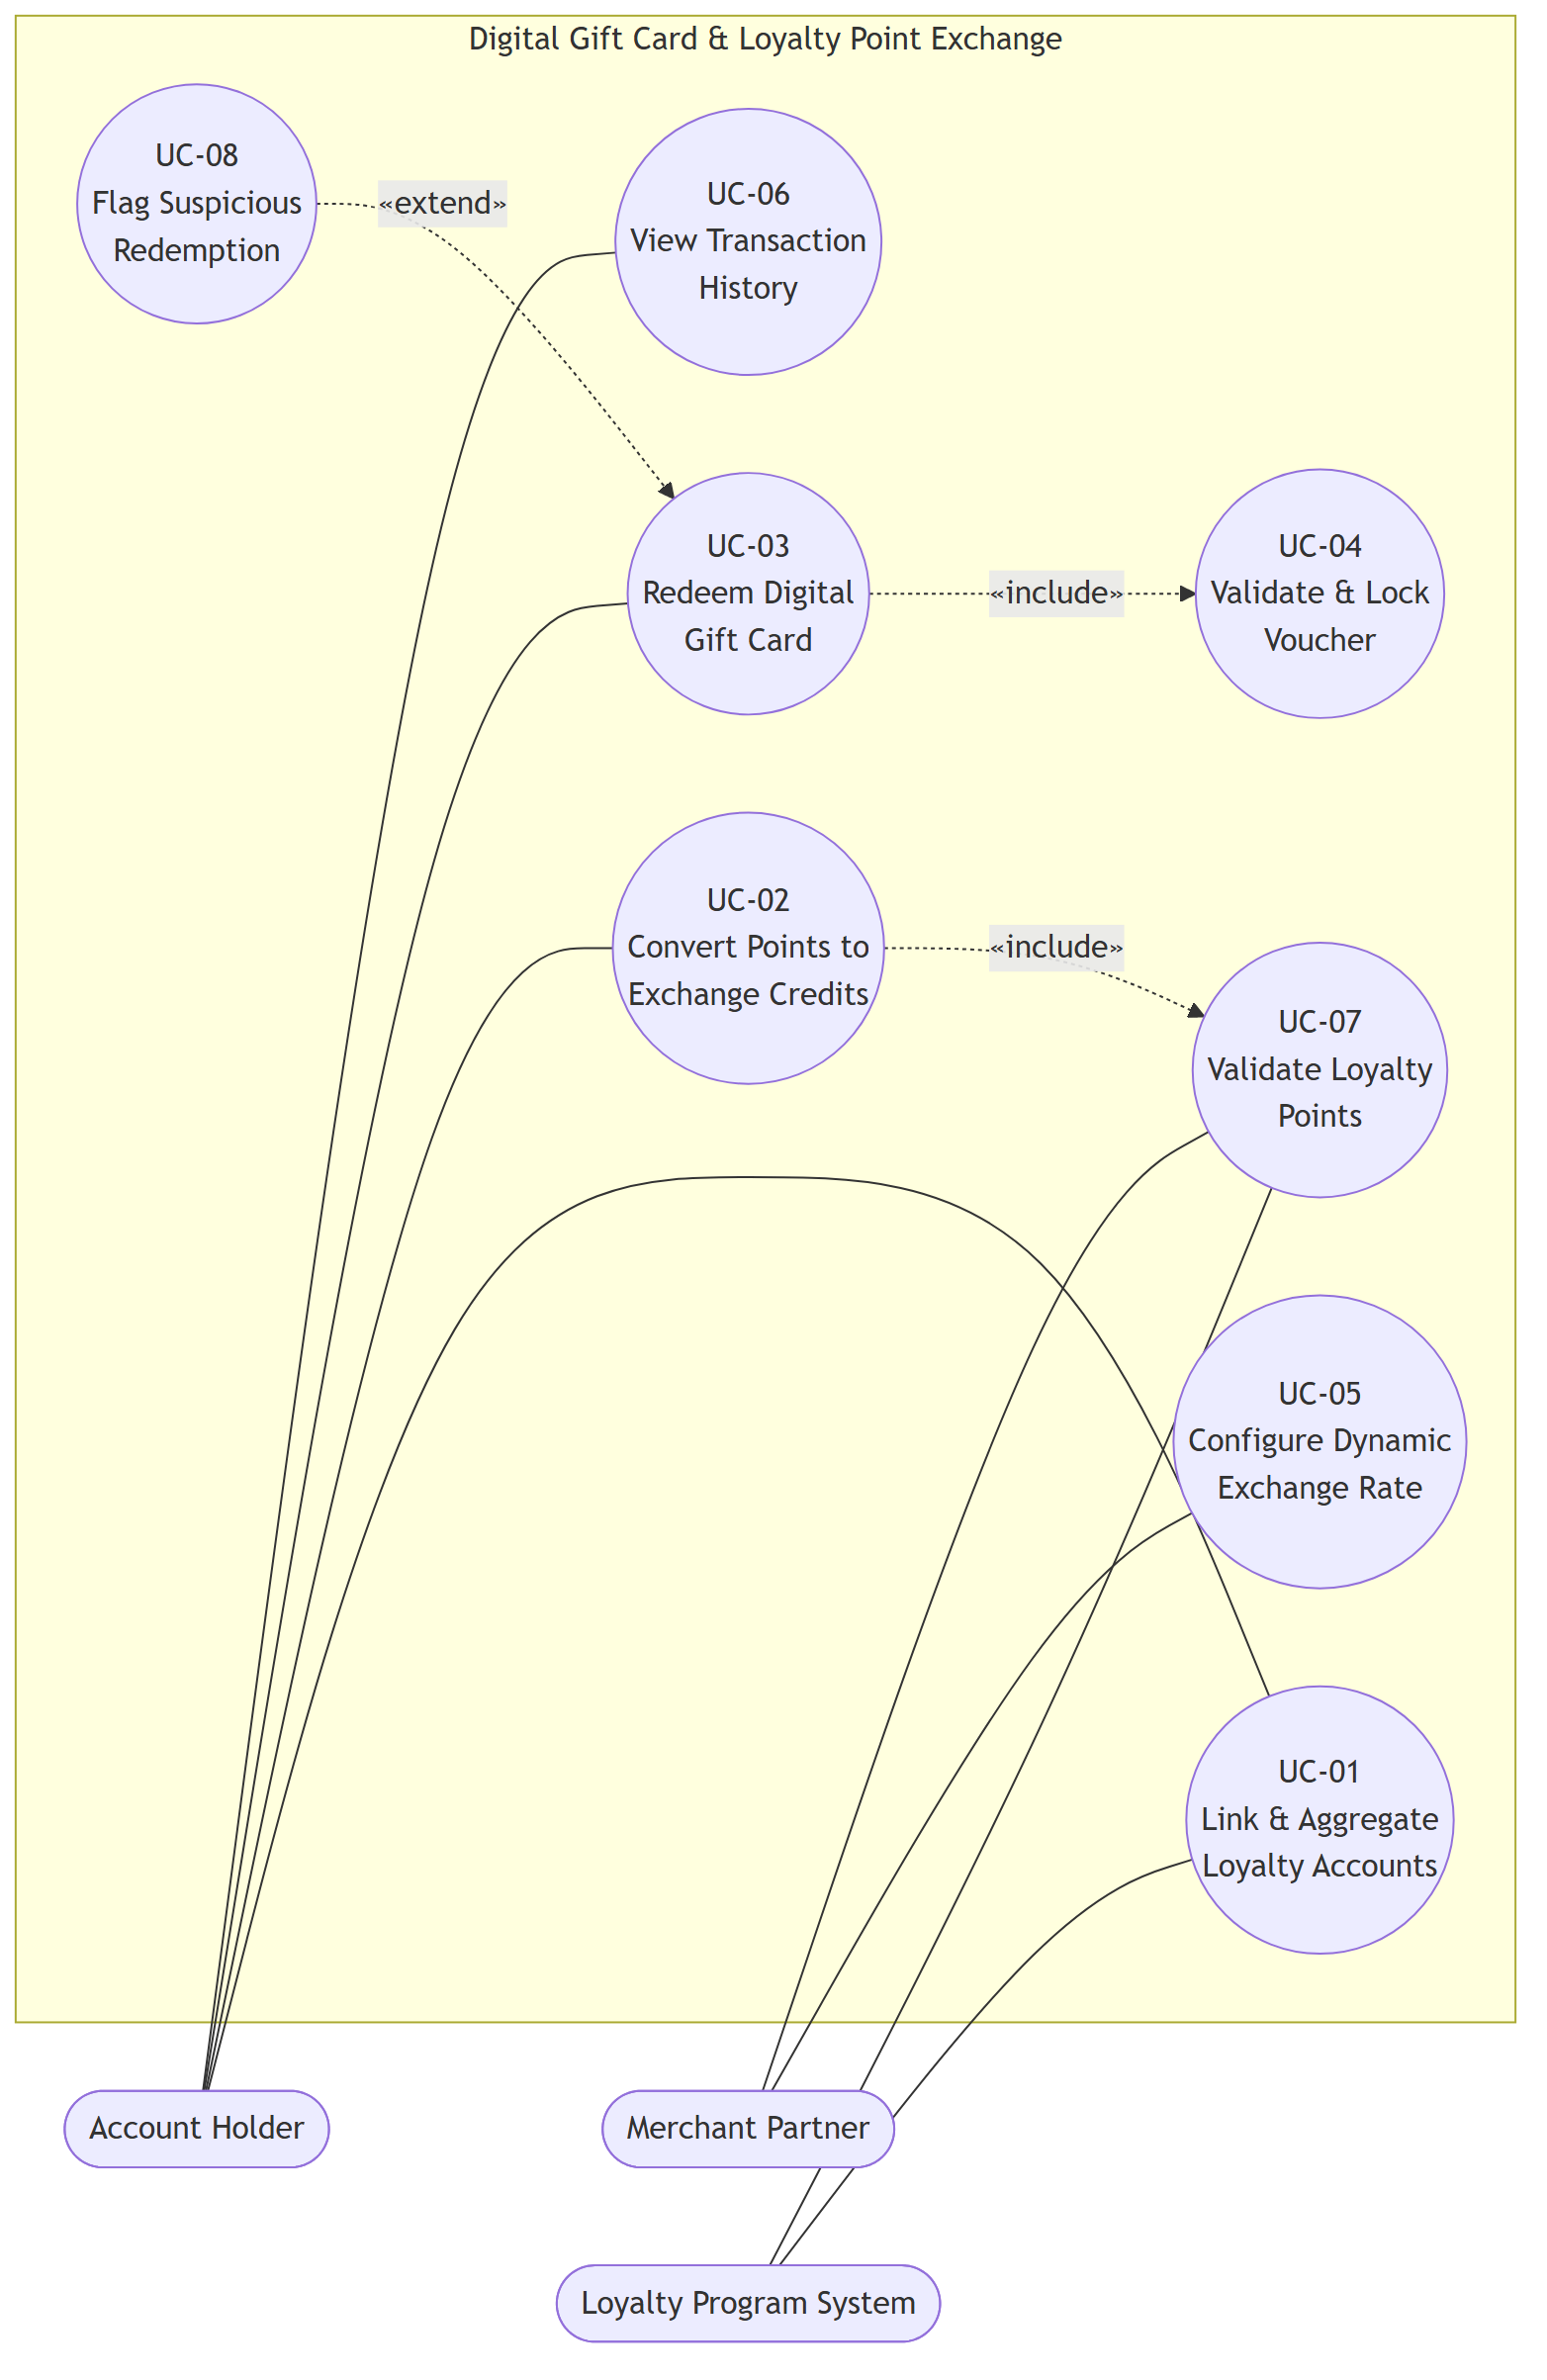 Digital Gift Card & Loyalty Point Exchange
UC-08
Flag Suspicious
Redemption
«extend»
UC-06
View Transaction
History
UC-03
Redeem Digital
Gift Card
«include»
UC-04
Validate & Lock
Voucher
UC-02
Convert Points to
Exchange Credits
«include»
UC-07
Validate Loyalty
Points
UC-05
Configure Dynamic
Exchange Rate
UC-01
Link & Aggregate
Loyalty Accounts
Account Holder
Merchant Partner
Loyalty Program System